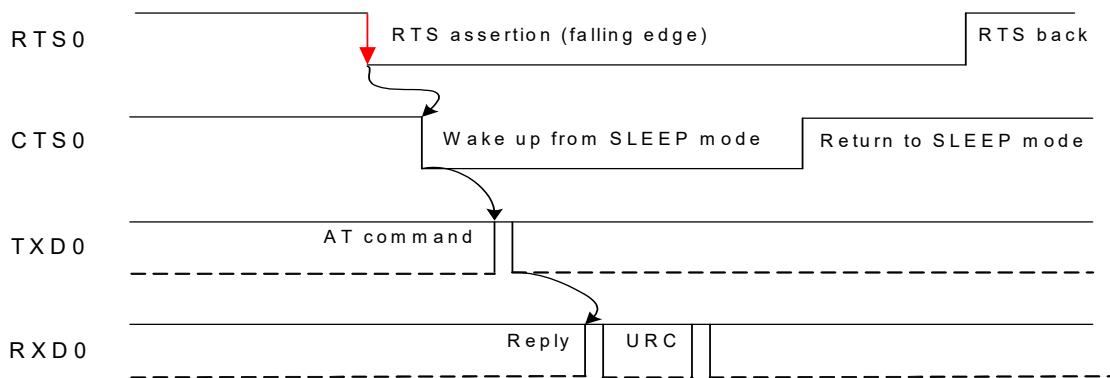 RTS0
RTS assertion (falling edge)
RTS back
CTS0
Wake up from SLEEP mode
Return to SLEEP mode
TXD0
AT command
RXD0
Reply
URC